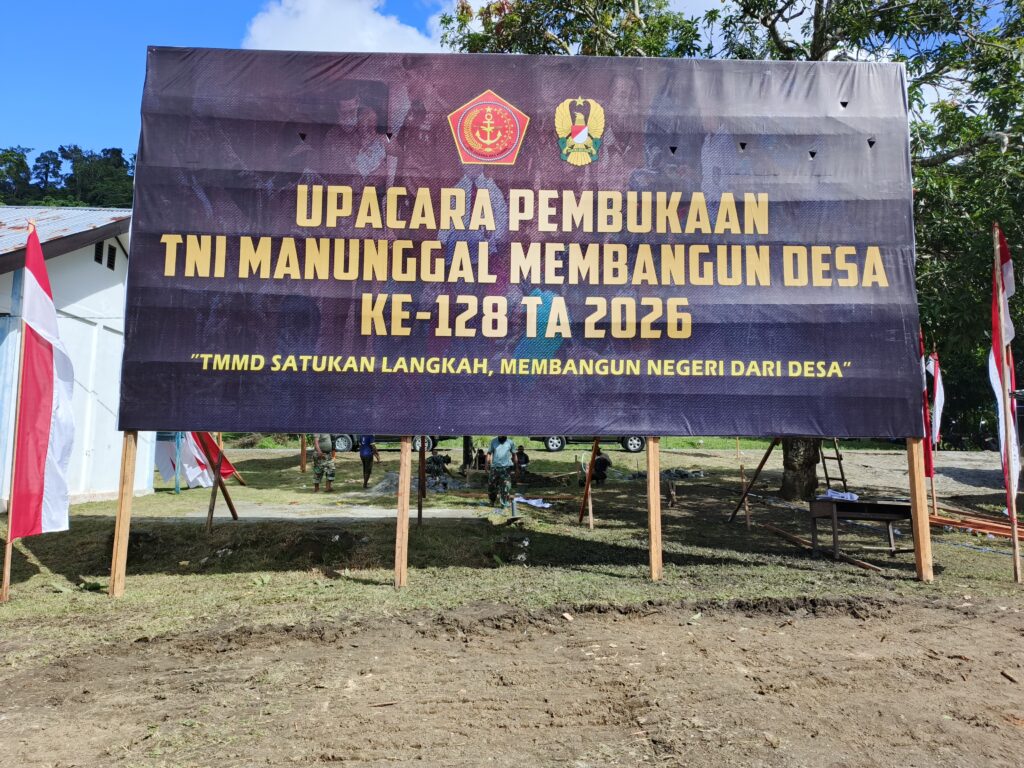 UPACARA PEMBUKAAN
TNI MANUNGGAL MEMBANGUN DESA
KE-128 TA 2026
"TMMD SATUKAN LANGKAH, MEMBANGUN NEGERI DARI DESA"